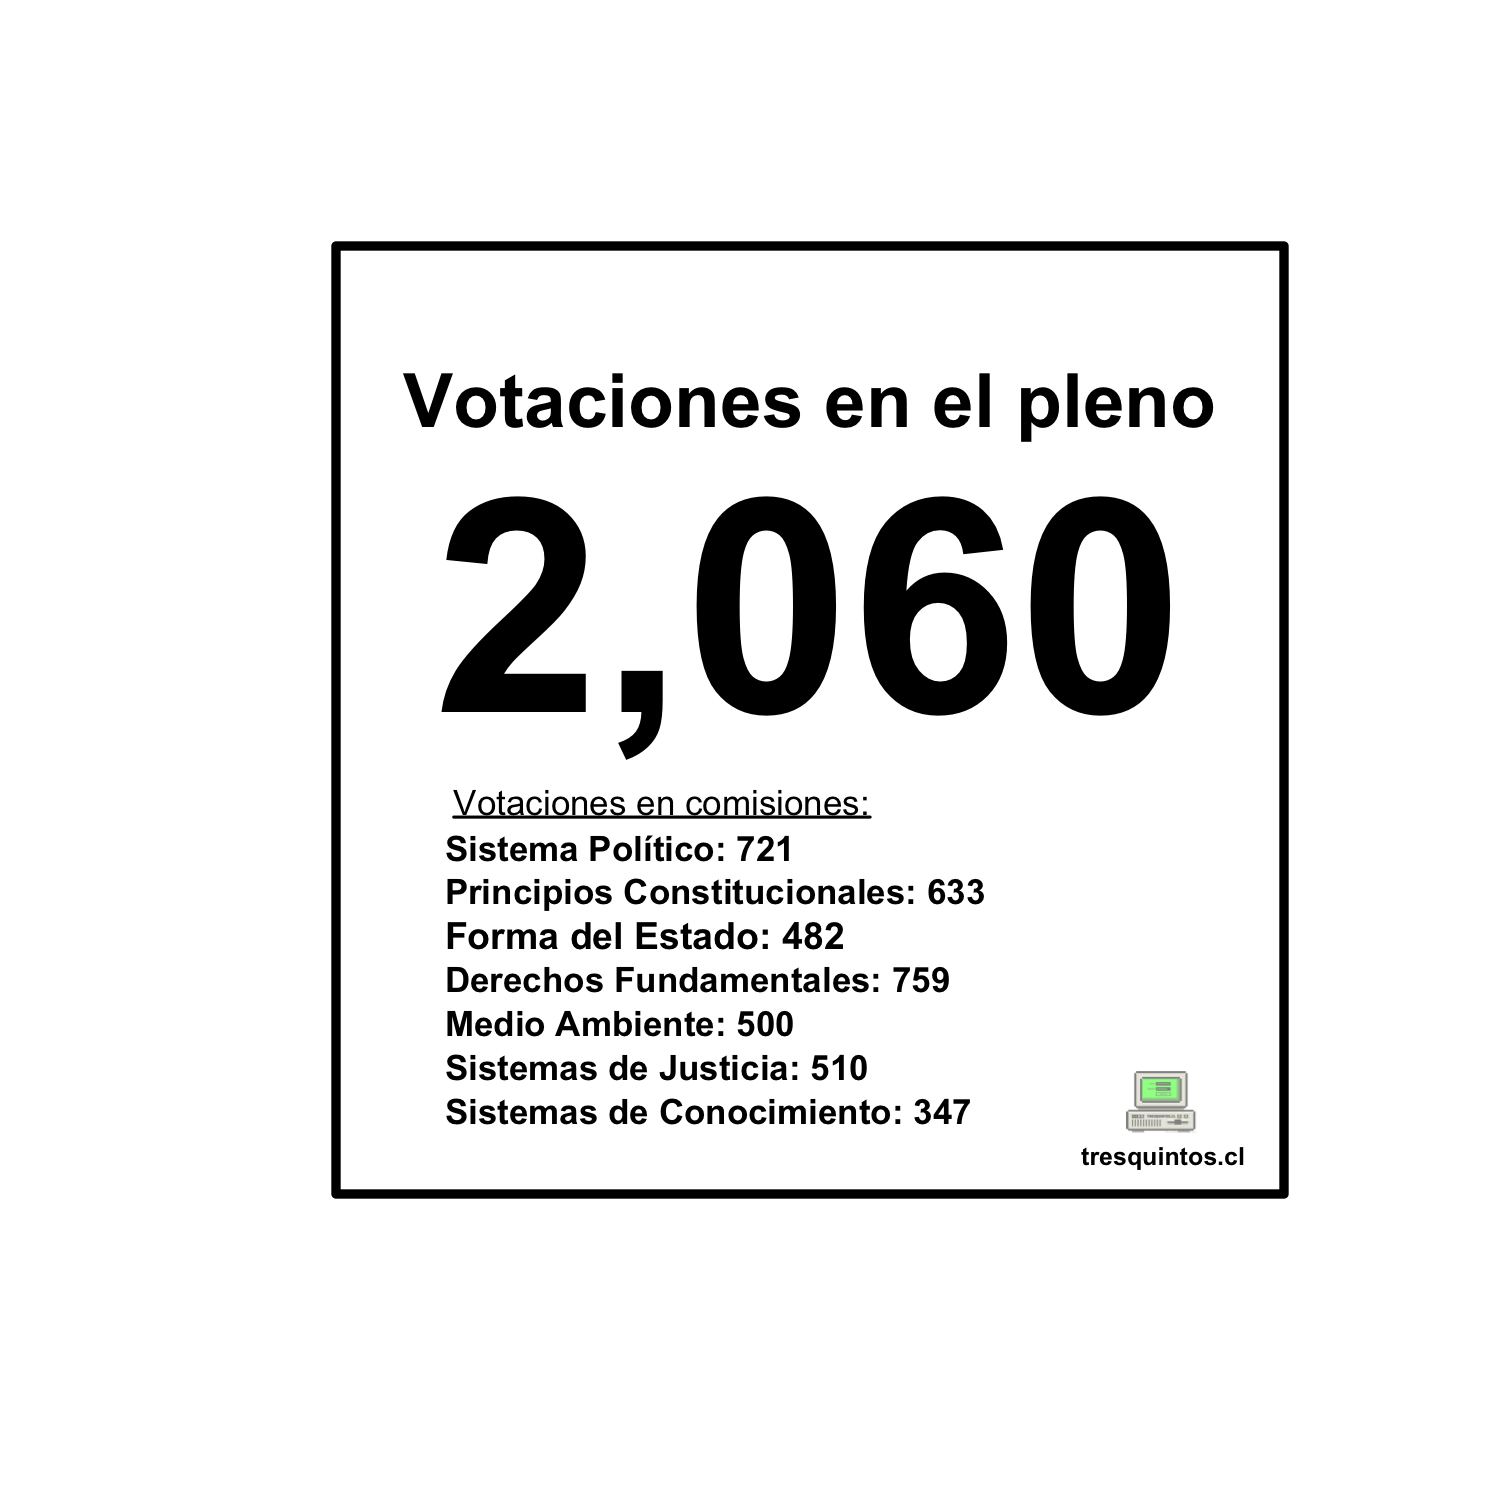 Votaciones en el pleno
2,060
Votaciones en comisiones:
Sistema Político: 721
Principios Constitucionales: 633
Forma del Estado: 482
Derechos Fundamentales: 759
Medio Ambiente: 500
Sistemas de Justicia: 510
Sistemas de Conocimiento: 347
tresquintos.cl